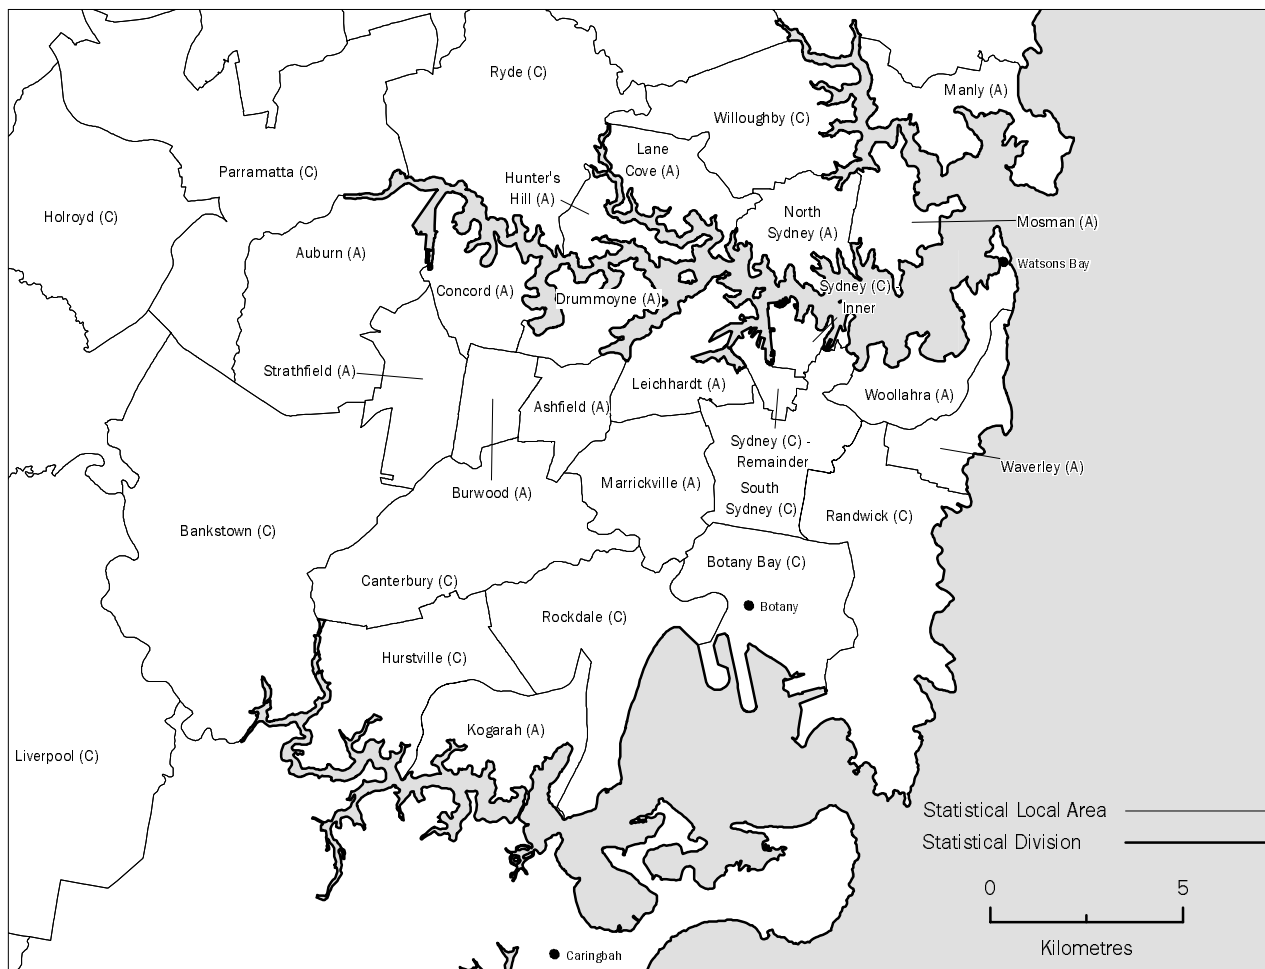 Ryde (C)
Manly (A)
Willoughby (C)
Lane
Cove (A)
Parramatta (C)
Hunter's
Hill (A)
Holroyd (C)
North
Sydney (A)
Mosman (A)
Auburn (A)
Watsons Bay
Concord (A)
Drummoyne (A)
Sydney (C) -
Inner
Strathfield (A)
Leichhardt (A)
Woollahra (A)
Ashfield (A)
Sydney (C) -
Remainder
Waverley (A)
Burwood (A)
Marrickville (A)
South
Sydney (C)
Randwick (C)
Bankstown (C)
Botany Bay (C)
Canterbury (C)
Botany
Rockdale (C)
Hurstville (C)
Kogarah (A)
Liverpool (C)
Statistical Local Area
Statistical Division
0 5
Kilometres
Caringbah